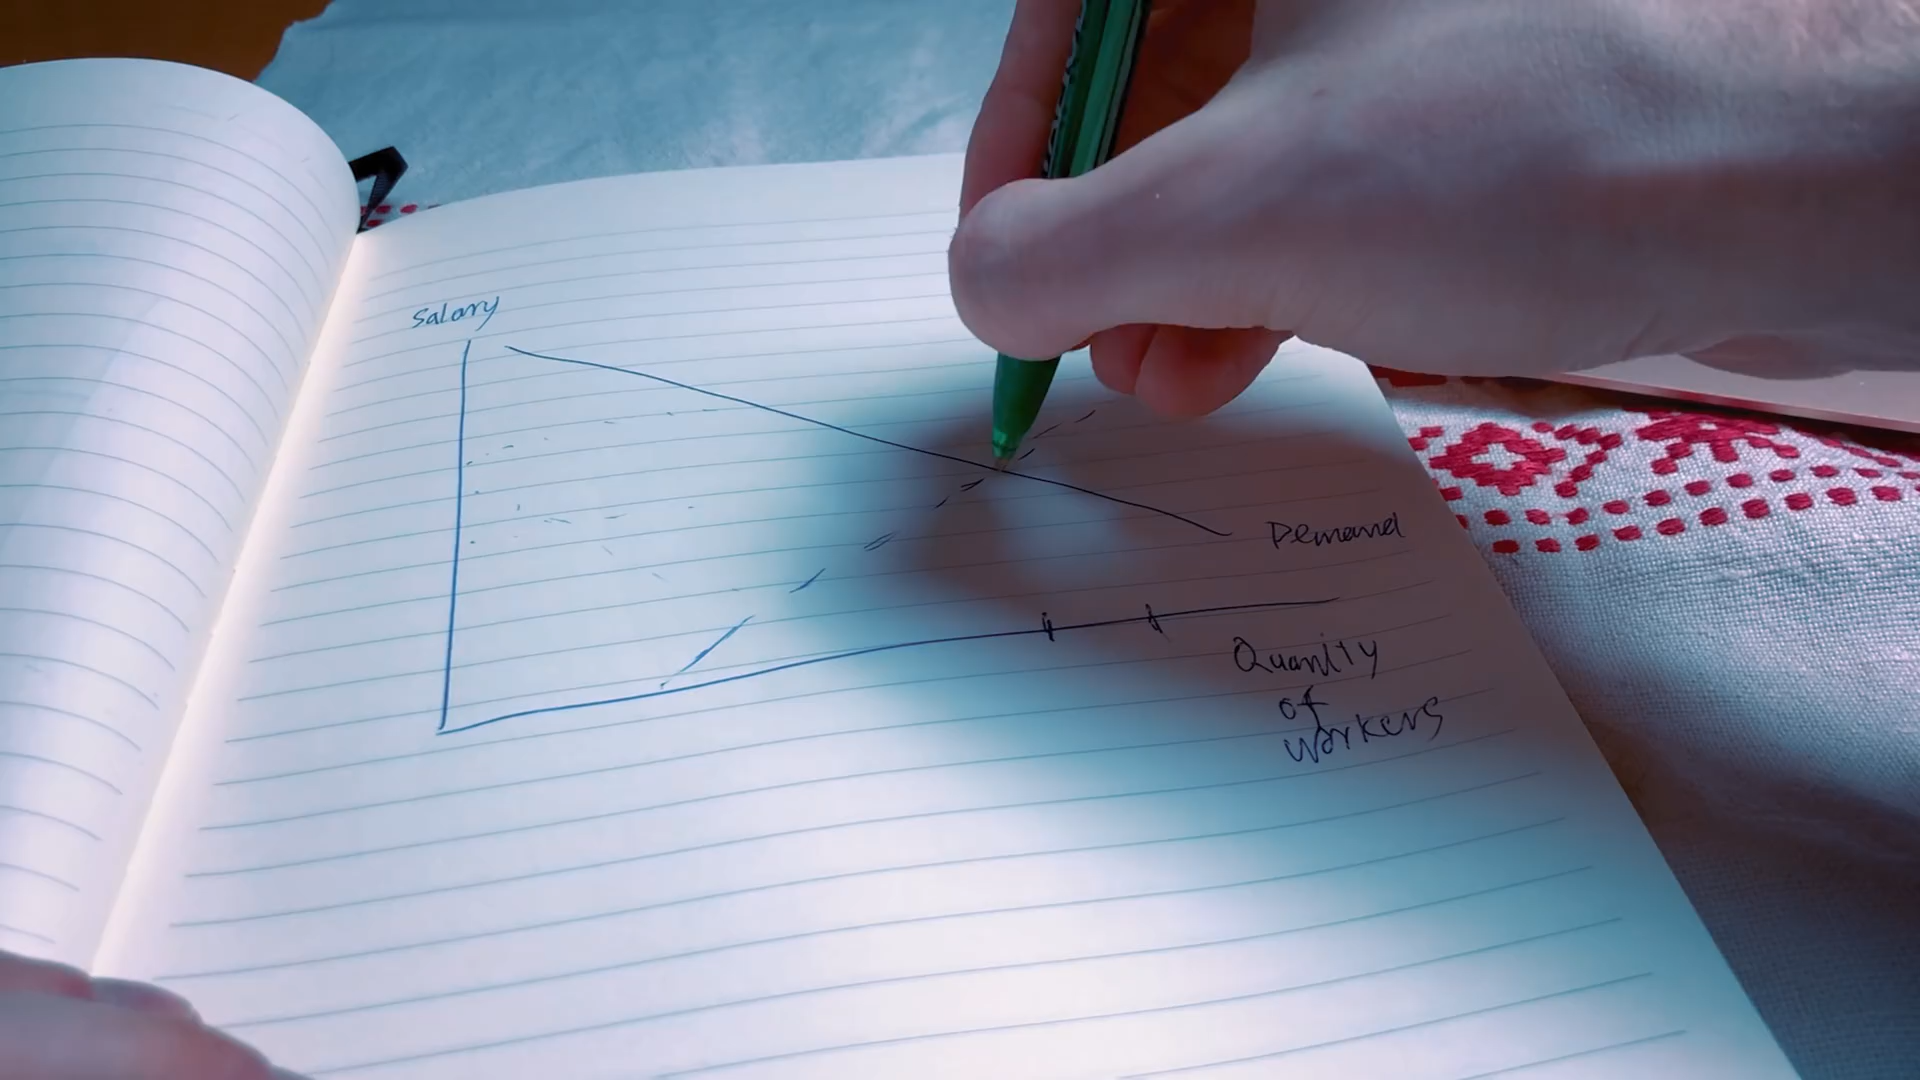 Salary
Demand
Quanity
of
workers